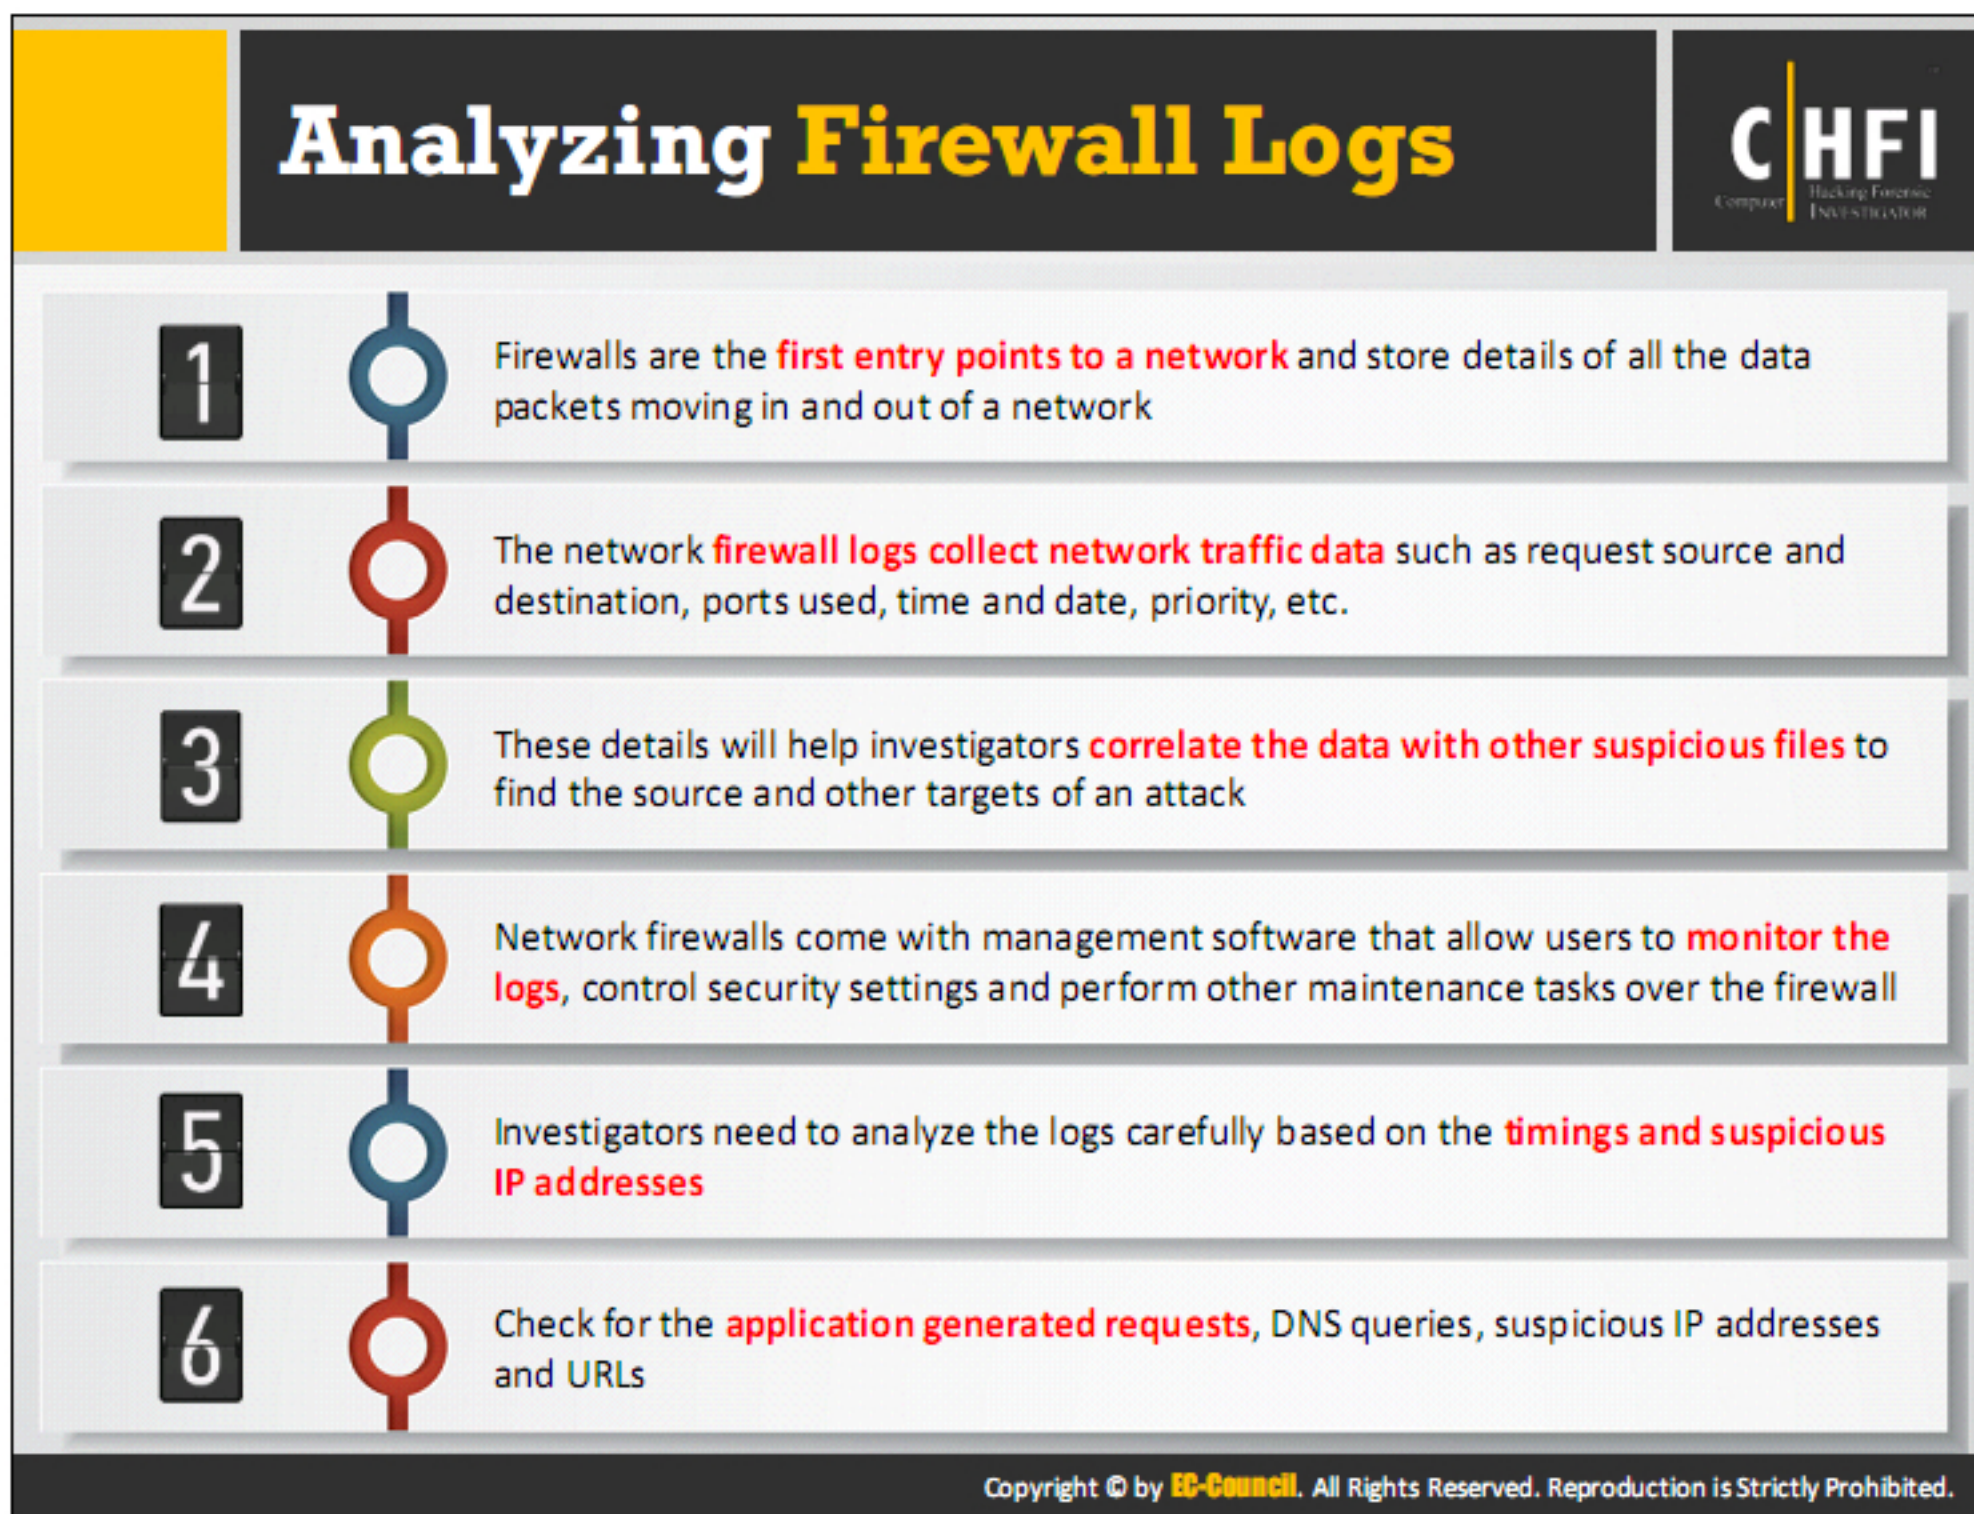 Analyzing Firewall Logs
CHFI
Computer
Hacking Forensic
INVESTIGATOR
1
Firewalls are the first entry points to a network and store details of all the data
packets moving in and out of a network
2
The network firewall logs collect network traffic data such as request source and
destination, ports used, time and date, priority, etc.
3
These details will help investigators correlate the data with other suspicious files to
find the source and other targets of an attack
4
Network firewalls come with management software that allow users to monitor the
logs, control security settings and perform other maintenance tasks over the firewall
5
Investigators need to analyze the logs carefully based on the timings and suspicious
IP addresses
6
Check for the application generated requests, DNS queries, suspicious IP addresses
and URLs
Copyright © by EC-Council. All Rights Reserved. Reproduction is Strictly Prohibited.